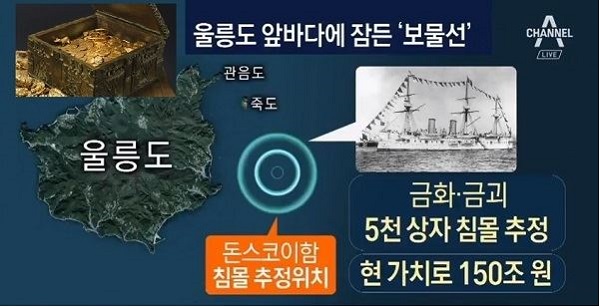 울릉도 앞바다에 잠든 '보물선'
CHANNEL A
LIVE
관음도
죽도
울릉도
돈스코이함
침몰 추정위치
금화·금괴
5천 상자 침몰 추정
현 가치로 150조 원